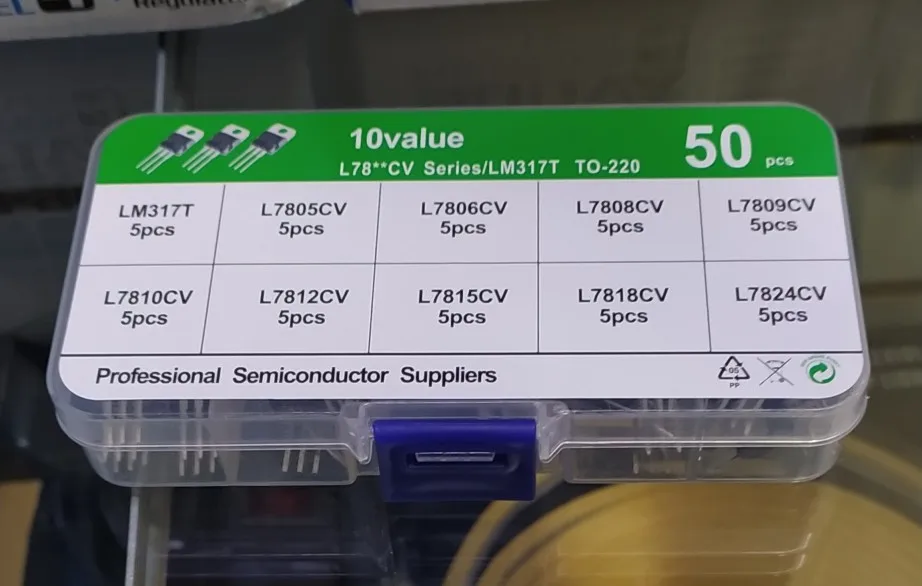 Regulat
10value
50 pcs
L78**CV Series/LM317T TO-220
LM317T
5pcs
L7805CV
5pcs
L7806CV
5pcs
L7808CV
5pcs
L7809CV
5pcs
L7810CV
5pcs
L7812CV
5pcs
L7815CV
5pcs
L7818CV
5pcs
L7824CV
5pcs
Professional Semiconductor Suppliers
05
PP